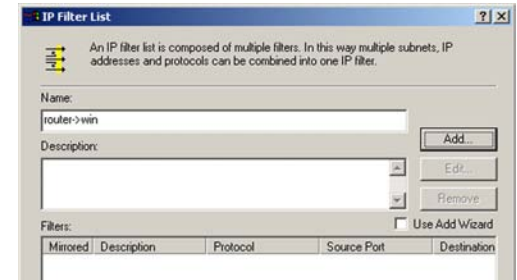 IP Filter List
An IP filter list is composed of multiple filters. In this way multiple subnets, IP
addresses and protocols can be combined into one IP filter.
Name:
router->win
Add...
Description:
Edit...
Remove
Filters:
Use Add Wizard
Mirrored Description Protocol Source Port Destination